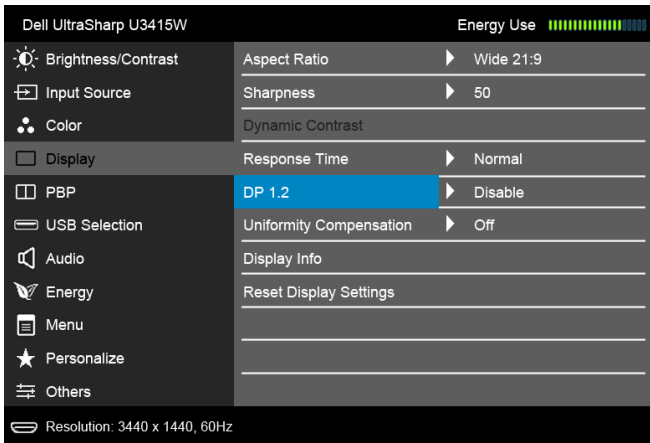 Dell UltraSharp U3415W Energy Use
Brightness/Contrast Aspect Ratio Wide 21:9
Input Source Sharpness 50
Color Dynamic Contrast
Display Response Time Normal
PBP DP 1.2 Disable
USB Selection Uniformity Compensation Off
Audio Display Info
Energy Reset Display Settings
Menu
Personalize
Others
Resolution: 3440 x 1440, 60Hz